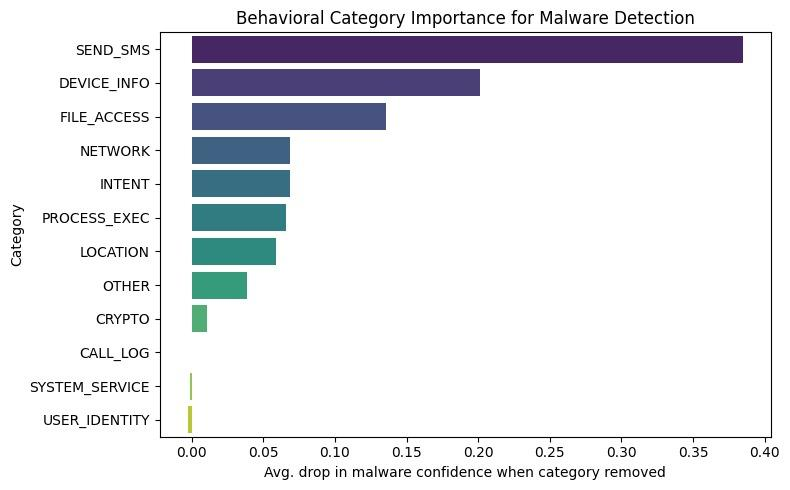 Behavioral Category Importance for Malware Detection
SEND_SMS
DEVICE_INFO
FILE_ACCESS
NETWORK
INTENT
PROCESS_EXEC
LOCATION
OTHER
CRYPTO
CALL_LOG
SYSTEM_SERVICE
USER_IDENTITY
Category
0.00 0.05 0.10 0.15 0.20 0.25 0.30 0.35 0.40
Avg. drop in malware confidence when category removed